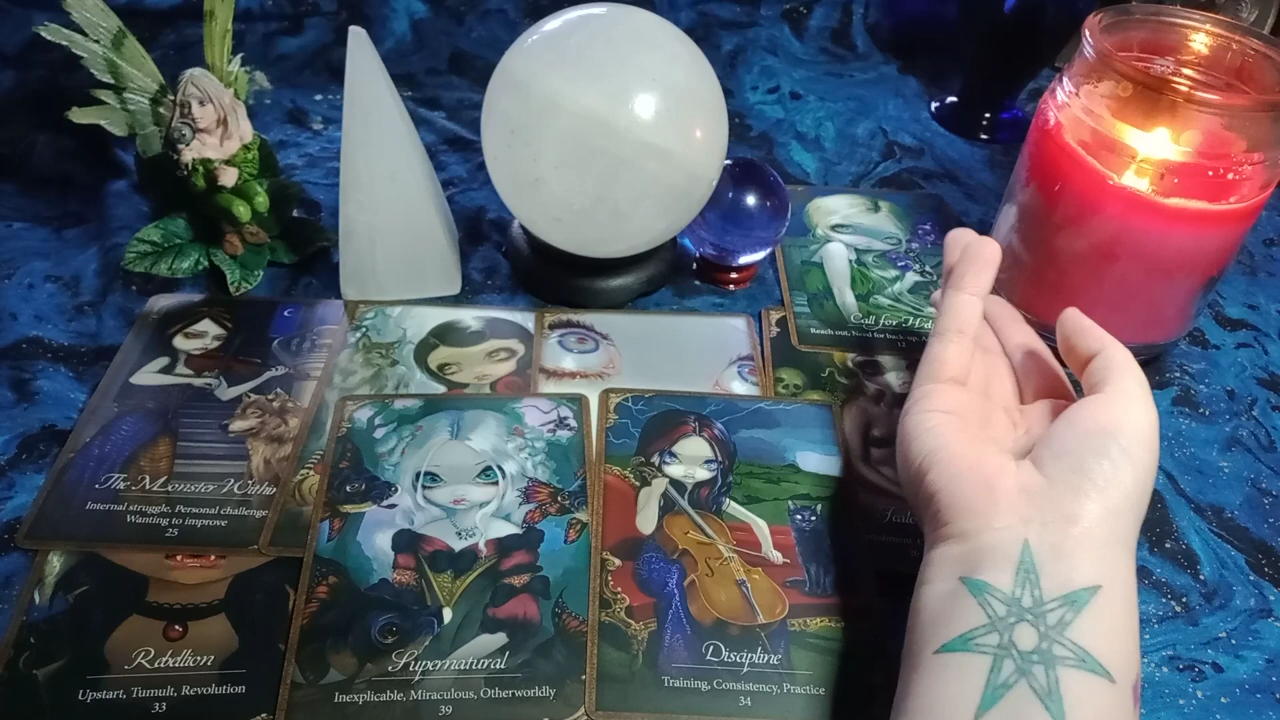 Call for
Reach out, Need for back-up,
12
The Monster Within
Internal struggle, Personal challenge
Wanting to improve
25
Rebellion
Upstart, Tumult, Revolution
33
Supernatural
Inexplicable, Miraculous, Otherworldly
39
Discipline
Training, Consistency, Practice
34